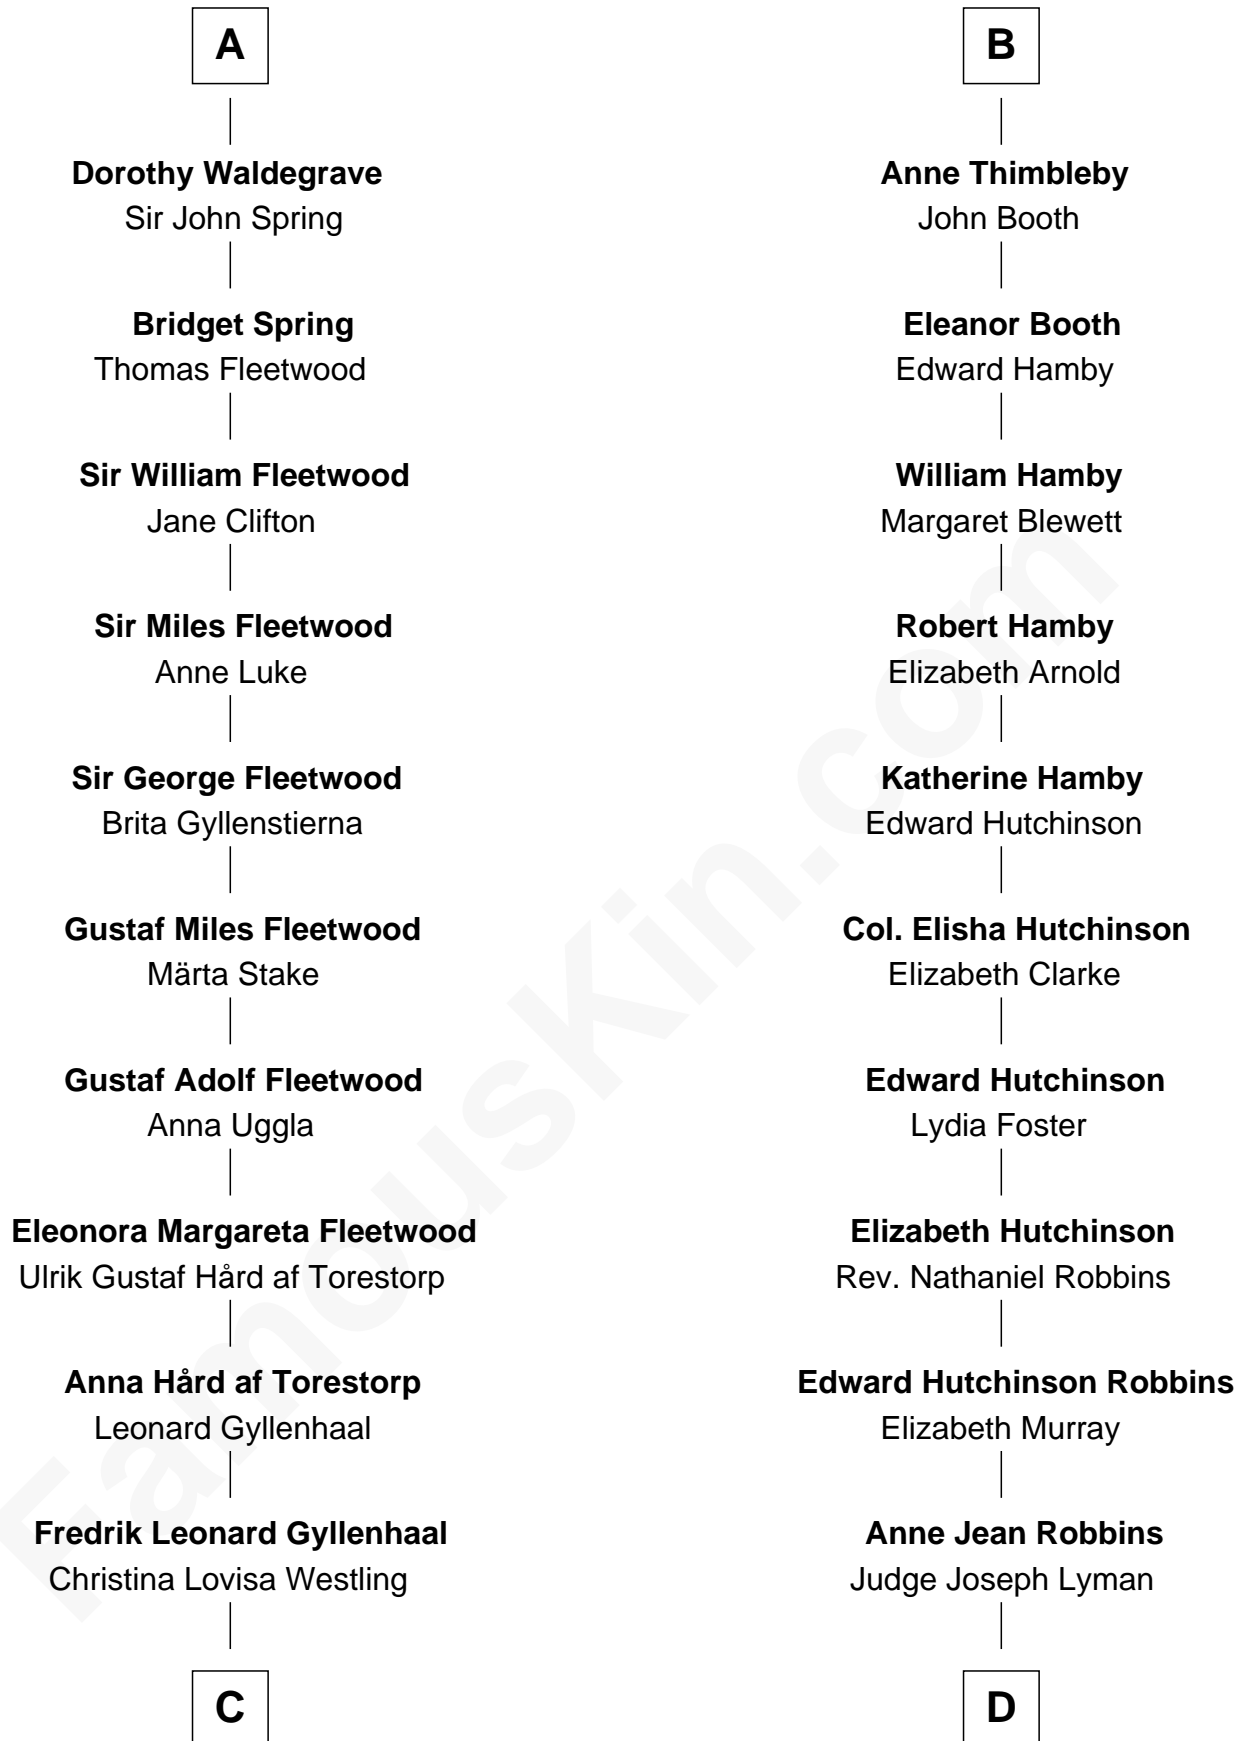 A
Dorothy Waldegrave
Sir John Spring
Bridget Spring
Thomas Fleetwood
Sir William Fleetwood
Jane Clifton
Sir Miles Fleetwood
Anne Luke
Sir George Fleetwood
Brita Gyllenstierna
Gustaf Miles Fleetwood
Märta Stake
Gustaf Adolf Fleetwood
Anna Uggla
Eleonora Margareta Fleetwood
Ulrik Gustaf Hård af Torestorp
Anna Hård af Torestorp
Leonard Gyllenhaal
Fredrik Leonard Gyllenhaal
Christina Lovisa Westling
C
B
Anne Thimbleby
John Booth
Eleanor Booth
Edward Hamby
William Hamby
Margaret Blewett
Robert Hamby
Elizabeth Arnold
Katherine Hamby
Edward Hutchinson
Col. Elisha Hutchinson
Elizabeth Clarke
Edward Hutchinson
Lydia Foster
Elizabeth Hutchinson
Rev. Nathaniel Robbins
Edward Hutchinson Robbins
Elizabeth Murray
Anne Jean Robbins
Judge Joseph Lyman
D
FamousKin.com